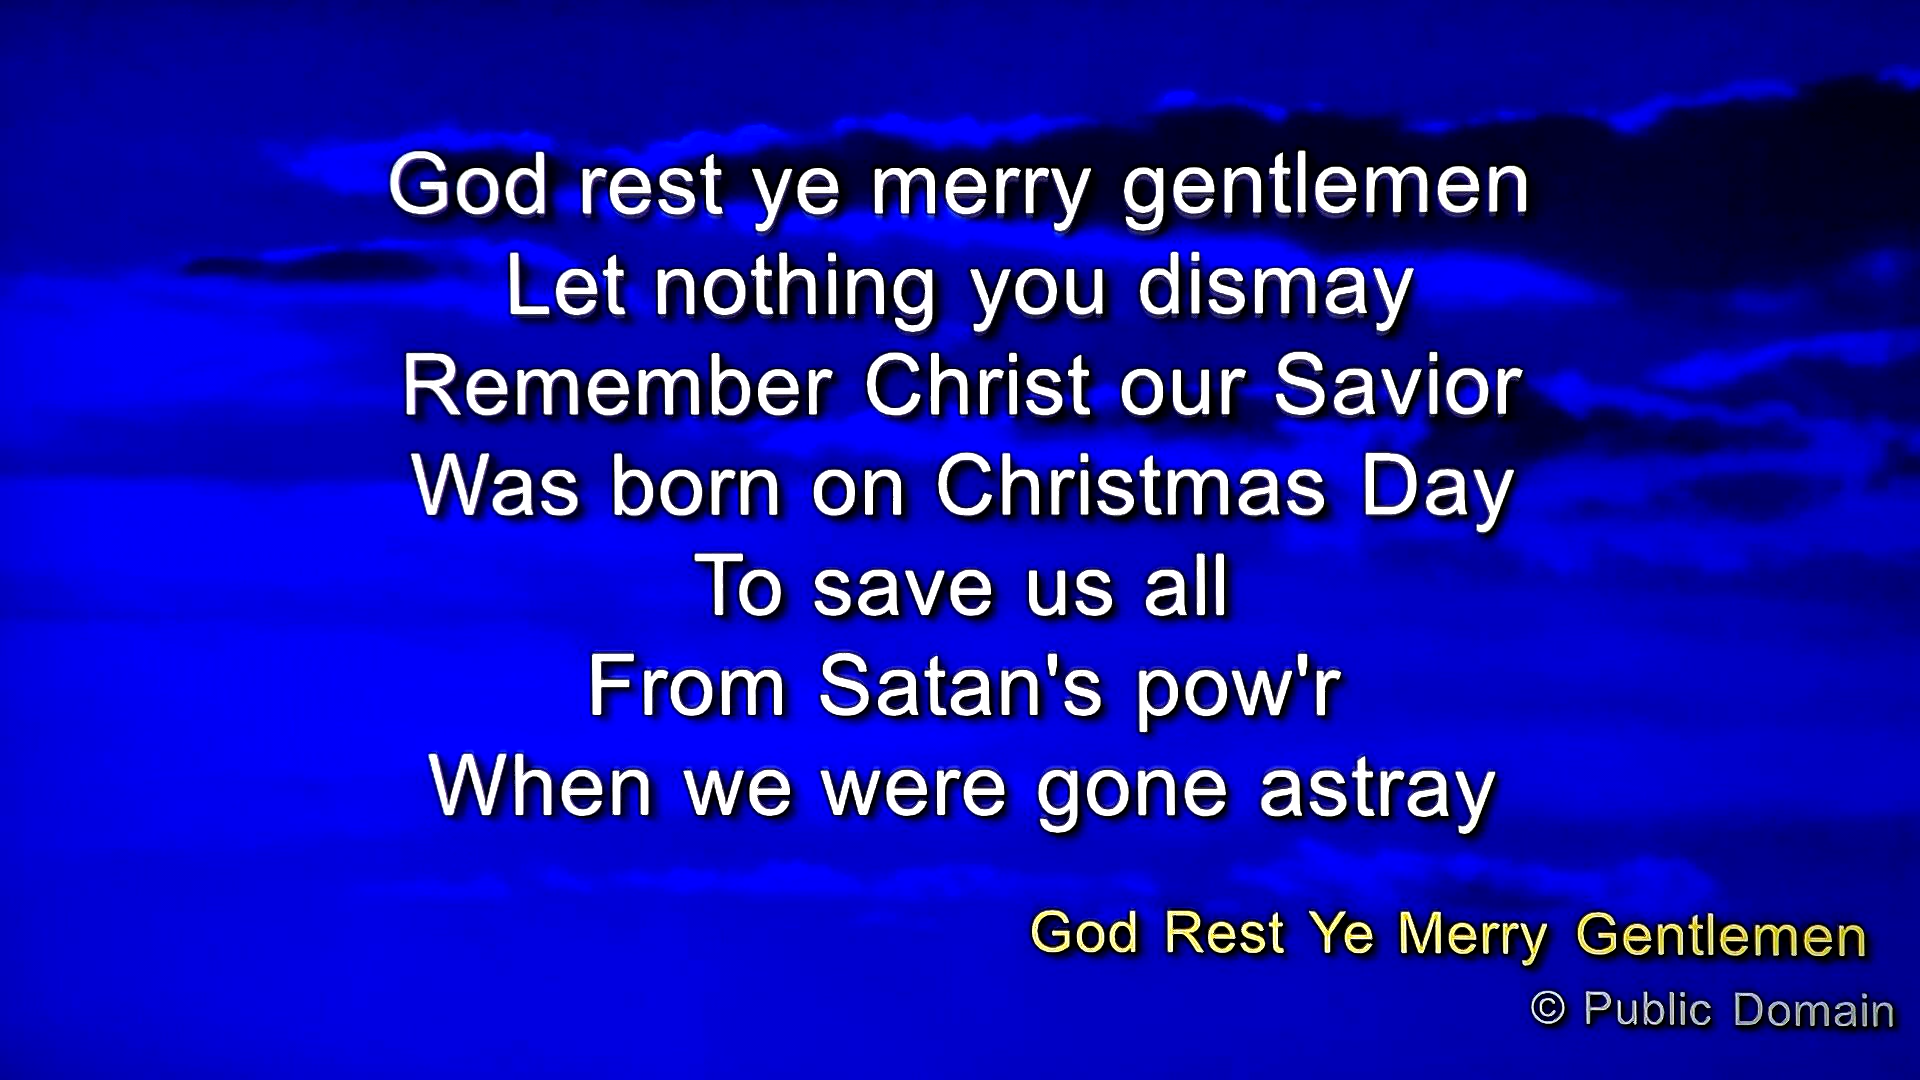 God rest ye merry gentlemen
Let nothing you dismay
Remember Christ our Savior
Was born on Christmas Day
To save us all
From Satan's pow'r
When we were gone astray
God Rest Ye Merry Gentlemen
© Public Domain